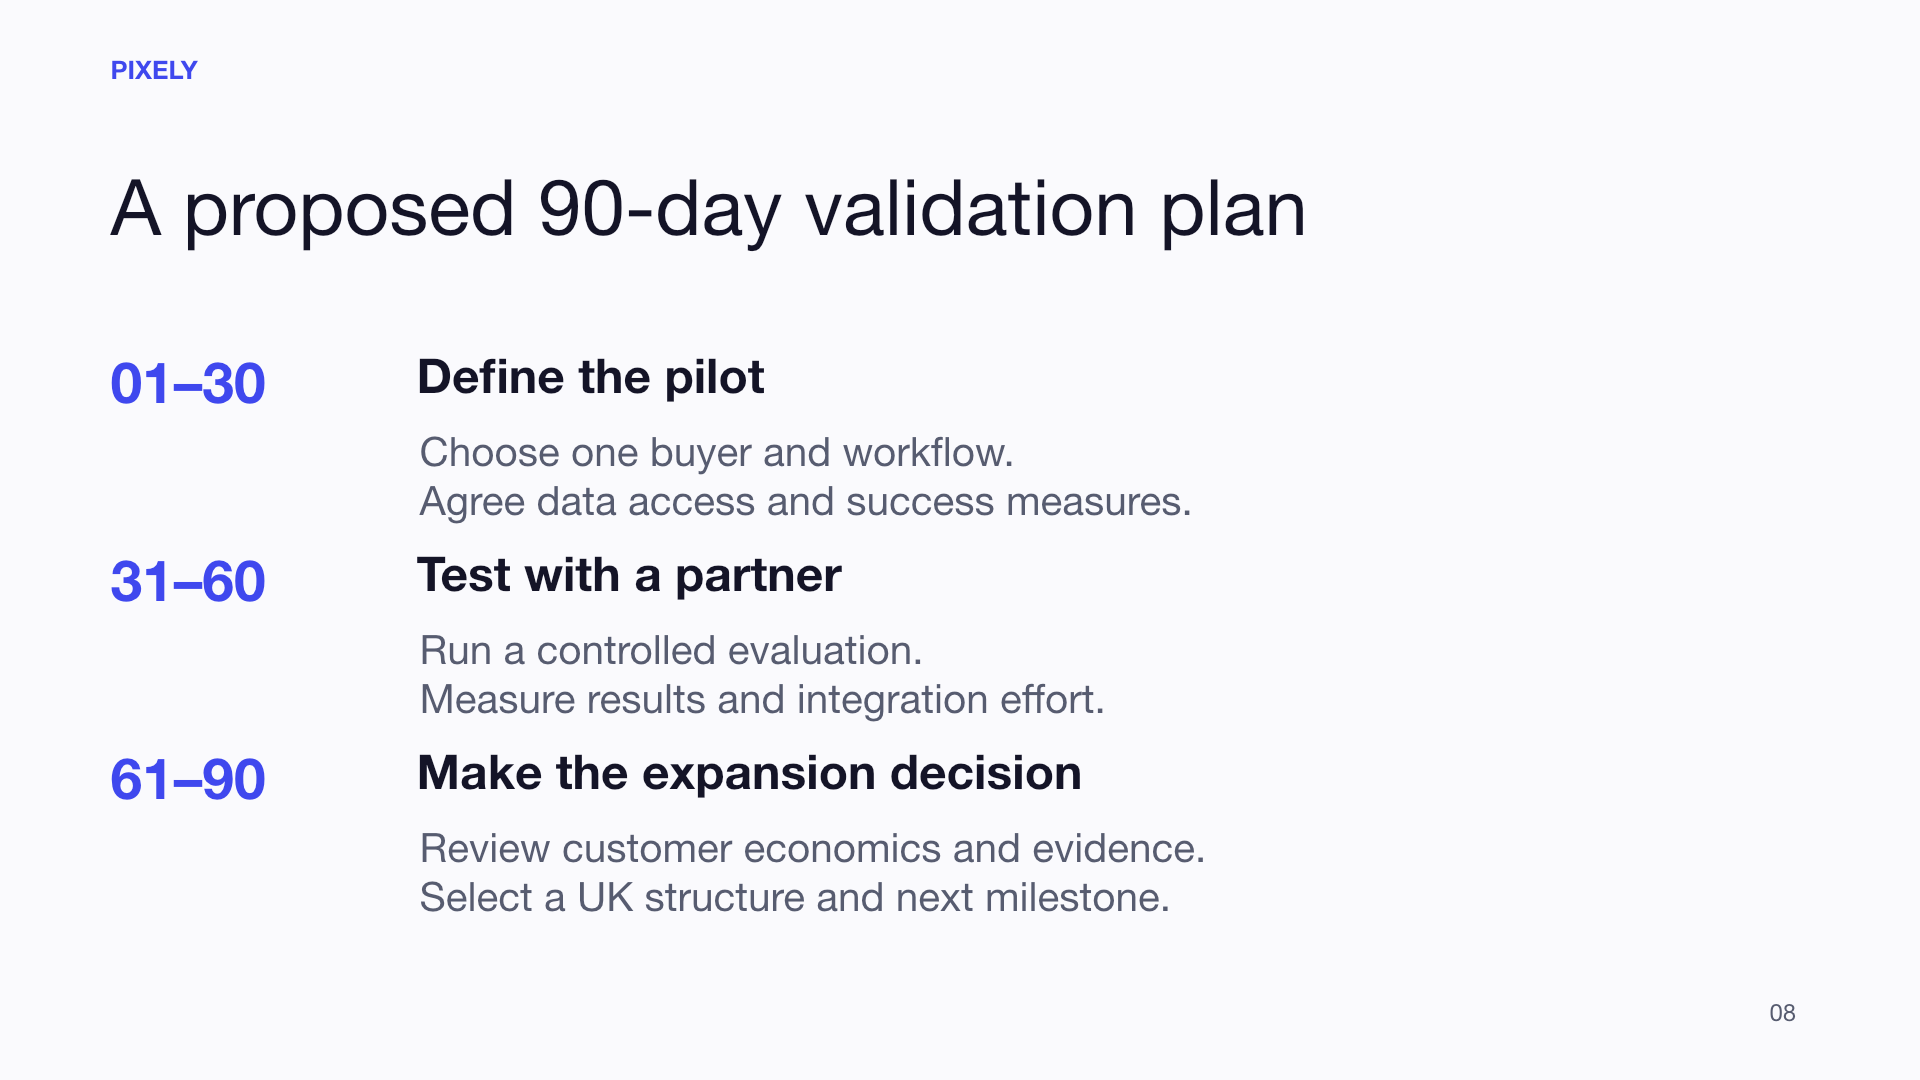 PIXELY
A proposed 90-day validation plan
01–30
Define the pilot
Choose one buyer and workflow.
Agree data access and success measures.
31–60
Test with a partner
Run a controlled evaluation.
Measure results and integration effort.
61–90
Make the expansion decision
Review customer economics and evidence.
Select a UK structure and next milestone.
08